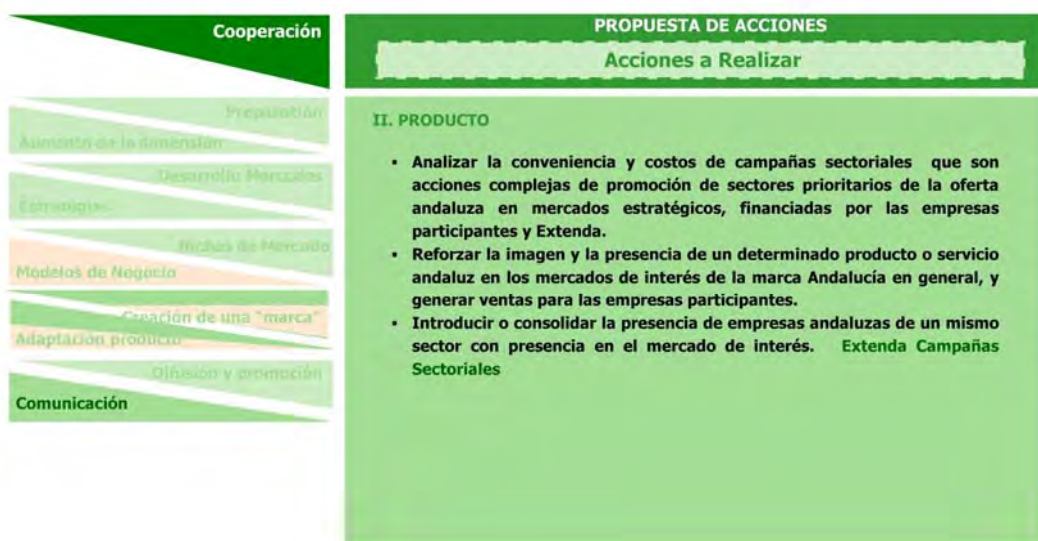 Cooperación
Preparación
Aumento de la dimensión
Desarrollo Mercados
Estrategias
Nichos de Mercado
Modelos de Negocio
Creación de una "marca"
Adaptación producto
Difusión y promoción
Comunicación
PROPUESTA DE ACCIONES
Acciones a Realizar
II. PRODUCTO
▪ Analizar la conveniencia y costos de campañas sectoriales que son
acciones complejas de promoción de sectores prioritarios de la oferta
andaluza en mercados estratégicos, financiadas por las empresas
participantes y Extenda.
▪ Reforzar la imagen y la presencia de un determinado producto o servicio
andaluz en los mercados de interés de la marca Andalucía en general, y
generar ventas para las empresas participantes.
▪ Introducir o consolidar la presencia de empresas andaluzas de un mismo
sector con presencia en el mercado de interés. Extenda Campañas
Sectoriales